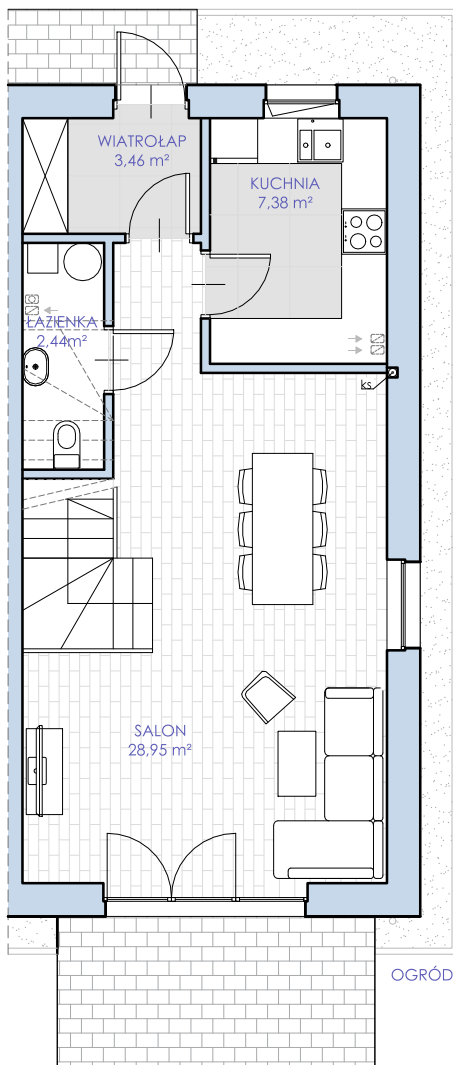 WIATROŁAP
3,46 m²
KUCHNIA
7,38 m²
ŁAZIENKA
2,44m²
ks
SALON
28,95 m²
OGRÓD